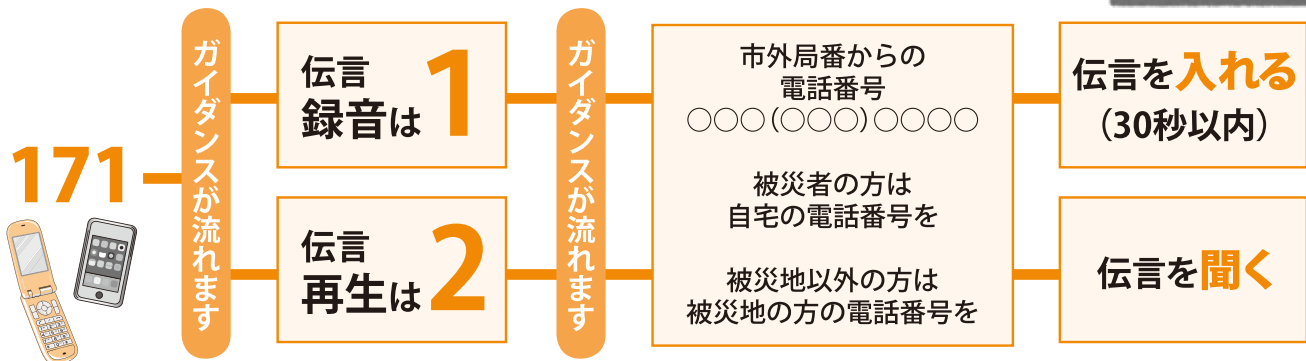 171
ガイダンスが流れます
伝言
録音は1
伝言
再生は2
ガイダンスが流れます
市外局番からの
電話番号
○○○(○○○)○○○○
被災者の方は
自宅の電話番号を
被災地以外の方は
被災地の方の電話番号を
伝言を入れる
(30秒以内)
伝言を聞く